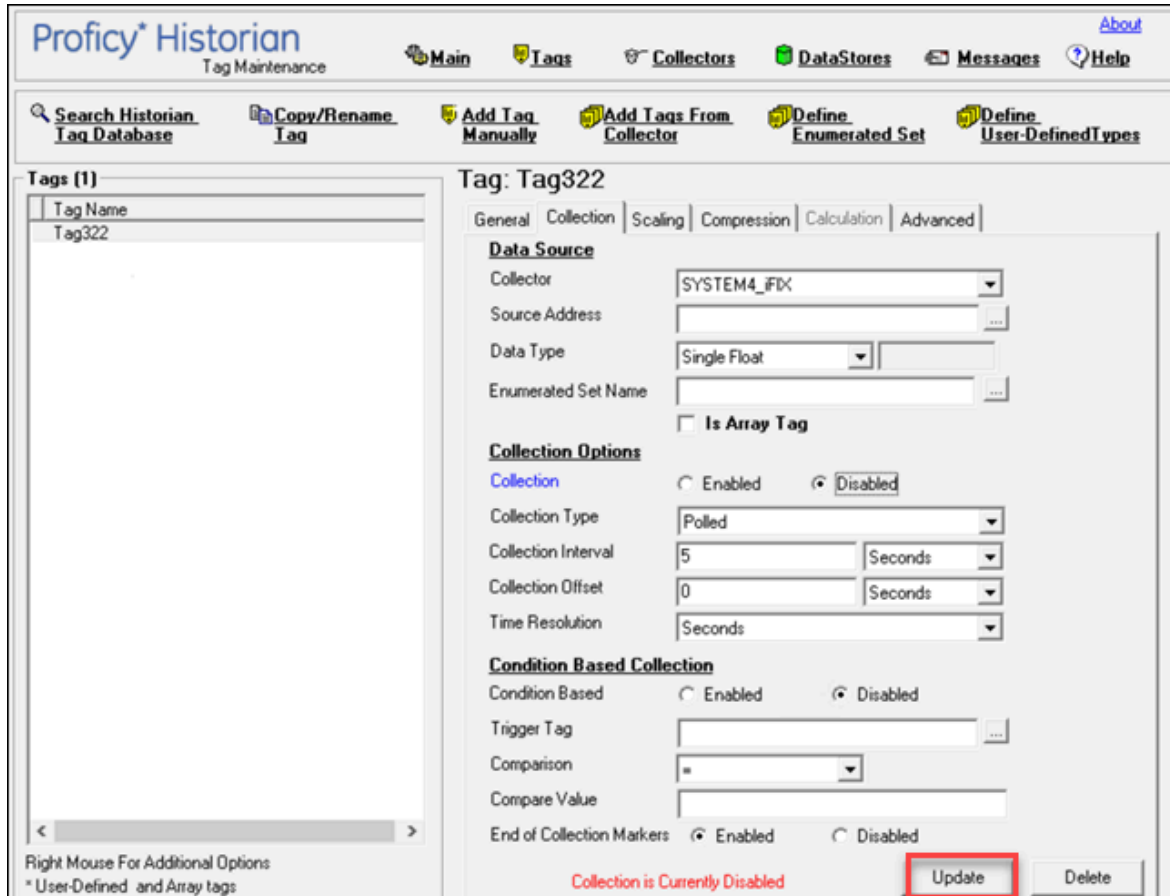 About
Proficy* Historian
Tag Maintenance
Main Tags Collectors DataStores Messages Help
Search Historian Copy/Rename Add Tag Add Tags From Define Define
Tag Database Tag Manually Collector Enumerated Set User-DefinedTypes
Tags (1)
Tag Name
Tag322
Right Mouse For Additional Options
* User-Defined and Array tags
Tag: Tag322
General Collection Scaling Compression Calculation Advanced
Data Source
Collector SYSTEM4_iFIX
Source Address ...
Data Type Single Float
Enumerated Set Name ...
Is Array Tag
Collection Options
Collection Enabled Disabled
Collection Type Polled
Collection Interval 5 Seconds
Collection Offset 0 Seconds
Time Resolution Seconds
Condition Based Collection
Condition Based Enabled Disabled
Trigger Tag ...
Comparison =
Compare Value
End of Collection Markers Enabled Disabled
Collection is Currently Disabled Update Delete